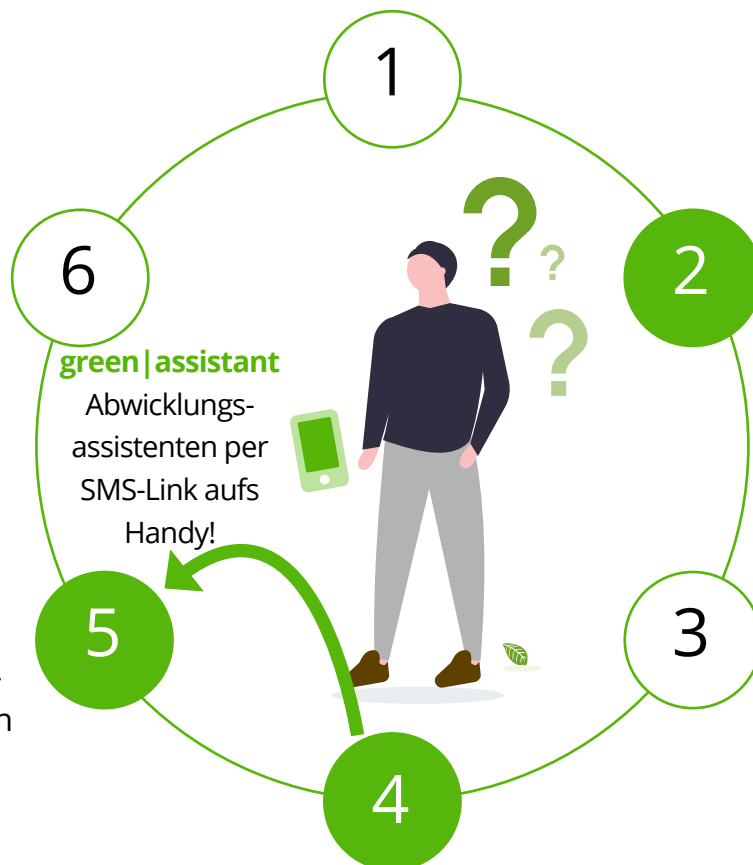 1
?
?
6
2
?
green|assistant
Abwicklungs-
assistenten per
SMS-Link aufs
Handy!
5
3
n
4